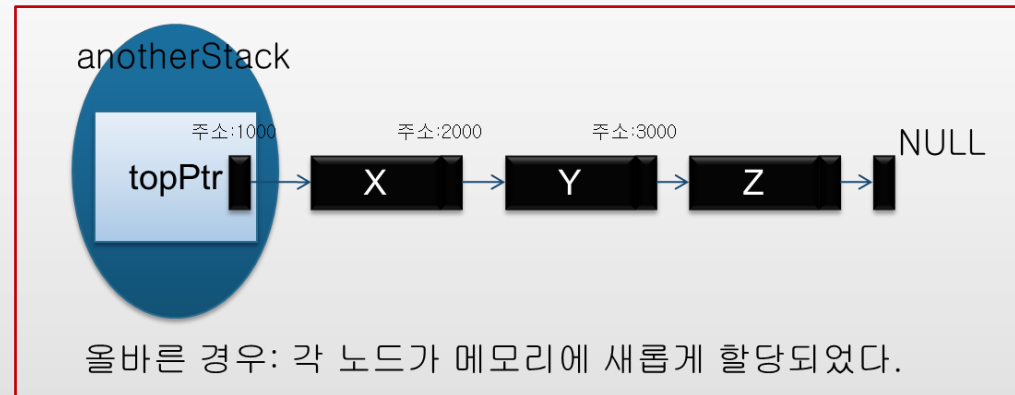 anotherStack
주소:1000 주소:2000 주소:3000
NULL
topPtr X Y Z
올바른 경우: 각 노드가 메모리에 새롭게 할당되었다.